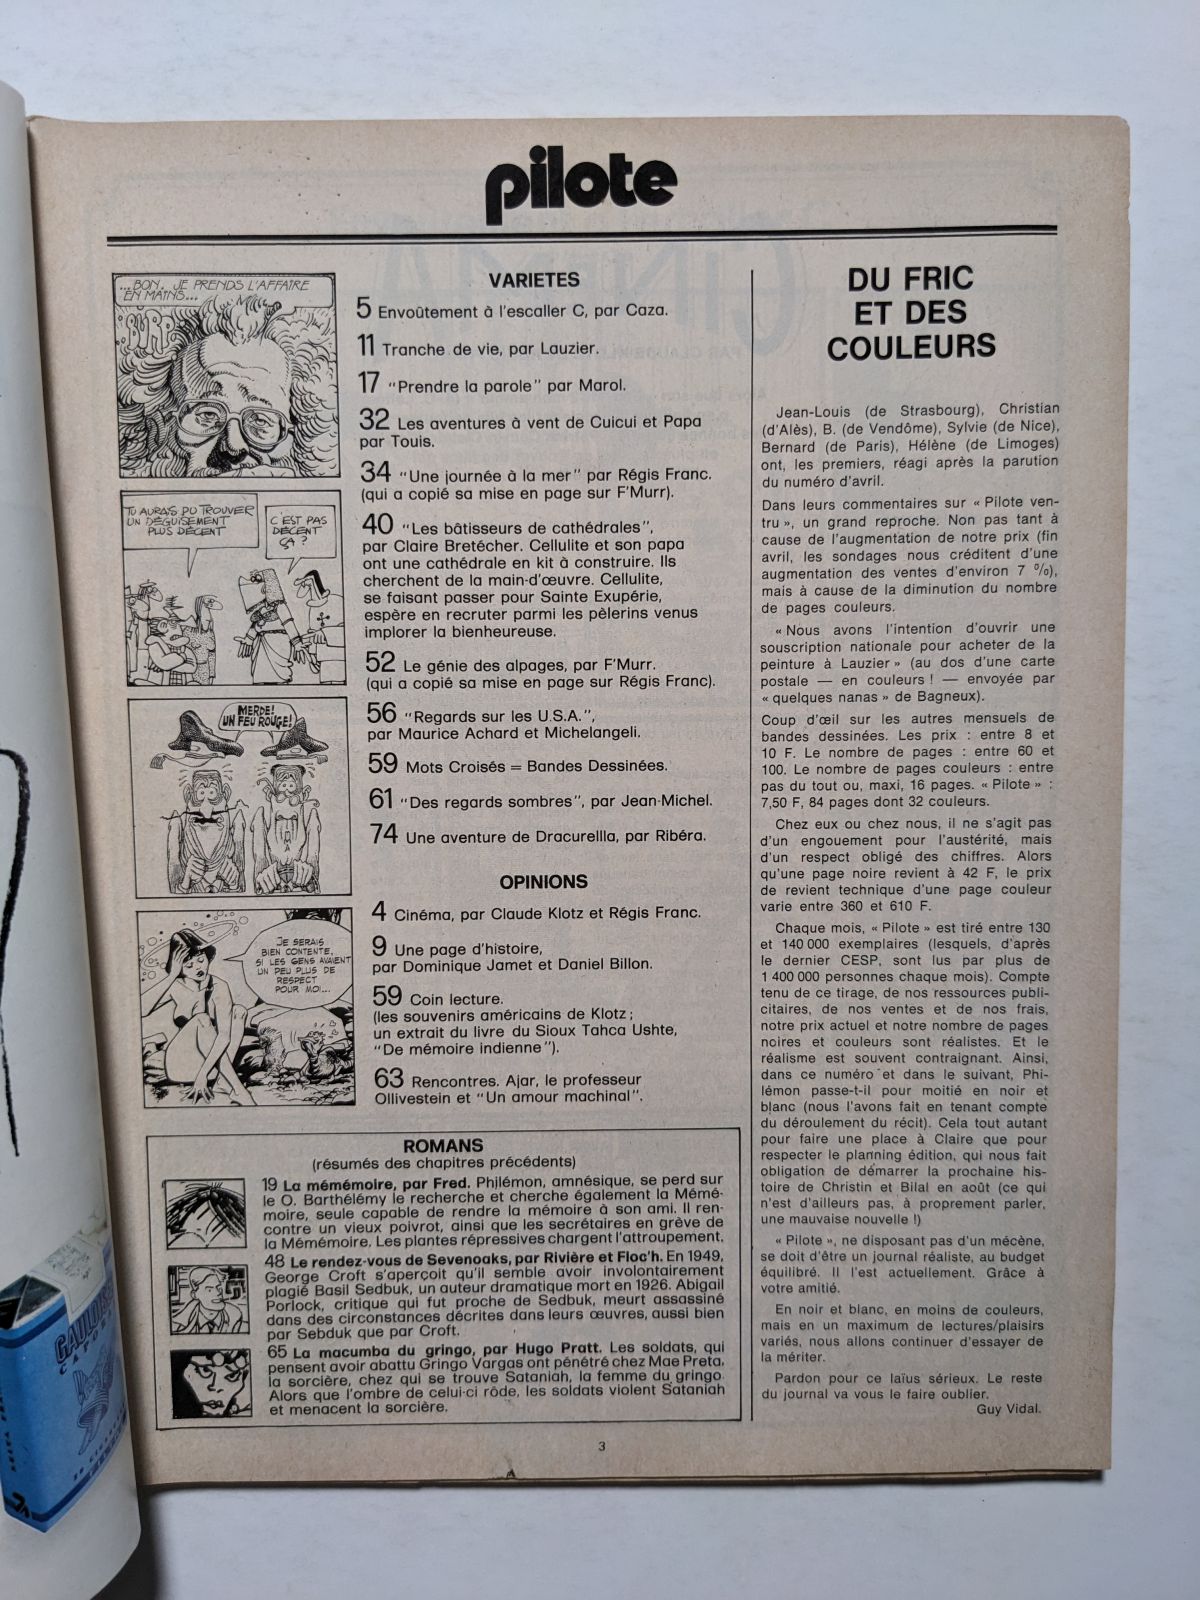 pilote
...BON. JE PRENDS L'AFFAIRE
EN MAINS...
BURP
TU AURAIS PU TROUVER
UN DÉGUISEMENT
PLUS DÉCENT
C'EST PAS
DÉCENT
ÇA ?
MERDE!
UN FEU ROUGE!
JE SERAIS
BIEN CONTENTE,
SI LES GENS AVAIENT
UN PEU PLUS DE
RESPECT
POUR MOI...
VARIETES
5 Envoûtement à l'escaller C, par Caza.
11 Tranche de vie, par Lauzier.
17 "Prendre la parole" par Marol.
32 Les aventures à vent de Cuicui et Papa
par Touis.
34 "Une journée à la mer" par Régis Franc.
(qui a copié sa mise en page sur F'Murr).
40 "Les bâtisseurs de cathédrales",
par Claire Bretécher. Cellulite et son papa
ont une cathédrale en kit à construire. Ils
cherchent de la main-d'œuvre. Cellulite,
se faisant passer pour Sainte Exupérie,
espère en recruter parmi les pèlerins venus
implorer la bienheureuse.
52 Le génie des alpages, par F'Murr.
(qui a copié sa mise en page sur Régis Franc).
56 "Regards sur les U.S.A.",
par Maurice Achard et Michelangeli.
59 Mots Croisés = Bandes Dessinées.
61 "Des regards sombres", par Jean-Michel.
74 Une aventure de Dracurellla, par Ribéra.
OPINIONS
4 Cinéma, par Claude Klotz et Régis Franc.
9 Une page d'histoire,
par Dominique Jamet et Daniel Billon.
59 Coin lecture.
(les souvenirs américains de Klotz ;
un extrait du livre du Sioux Tahca Ushte,
"De mémoire indienne").
63 Rencontres. Ajar, le professeur
Ollivestein et "Un amour machinal".
ROMANS
(résumés des chapitres précédents)
19 La mémémoire, par Fred. Philémon, amnésique, se perd sur
le O. Barthélémy le recherche et cherche également la Mémé-
moire, seule capable de rendre la mémoire à son ami. Il ren-
contre un vieux poivrot, ainsi que les secrétaires en grève de
la Mémémoire. Les plantes répressives chargent l'attroupement.
48 Le rendez-vous de Sevenoaks, par Rivière et Floc'h. En 1949,
George Croft s'aperçoit qu'il semble avoir involontairement
plagié Basil Sedbuk, un auteur dramatique mort en 1926. Abigail
Porlock, critique qui fut proche de Sedbuk, meurt assassiné
dans des circonstances décrites dans leurs œuvres, aussi bien
par Sebduk que par Croft.
65 La macumba du gringo, par Hugo Pratt. Les soldats, qui
pensent avoir abattu Gringo Vargas ont pénétré chez Mae Preta,
la sorcière, chez qui se trouve Sataniah, la femme du gringo.
Alors que l'ombre de celui-ci rôde, les soldats violent Sataniah
et menacent la sorcière.
DU FRIC
ET DES
COULEURS
Jean-Louis (de Strasbourg), Christian
(d'Alès), B. (de Vendôme), Sylvie (de Nice),
Bernard (de Paris), Hélène (de Limoges)
ont, les premiers, réagi après la parution
du numéro d'avril.
Dans leurs commentaires sur « Pilote ven-
tru », un grand reproche. Non pas tant à
cause de l'augmentation de notre prix (fin
avril, les sondages nous créditent d'une
augmentation des ventes d'environ 7 %),
mais à cause de la diminution du nombre
de pages couleurs.
« Nous avons l'intention d'ouvrir une
souscription nationale pour acheter de la
peinture à Lauzier » (au dos d'une carte
postale — en couleurs ! — envoyée par
« quelques nanas » de Bagneux).
Coup d'œil sur les autres mensuels de
bandes dessinées. Les prix : entre 8 et
10 F. Le nombre de pages : entre 60 et
100. Le nombre de pages couleurs : entre
pas du tout ou, maxi, 16 pages. « Pilote » :
7,50 F, 84 pages dont 32 couleurs.
Chez eux ou chez nous, il ne s'agit pas
d'un engouement pour l'austérité, mais
d'un respect obligé des chiffres. Alors
qu'une page noire revient à 42 F, le prix
de revient technique d'une page couleur
varie entre 360 et 610 F.
Chaque mois, « Pilote » est tiré entre 130
et 140 000 exemplaires (lesquels, d'après
le dernier CESP, sont lus par plus de
1 400 000 personnes chaque mois). Compte
tenu de ce tirage, de nos ressources publi-
citaires, de nos ventes et de nos frais,
notre prix actuel et notre nombre de pages
noires et couleurs sont réalistes. Et le
réalisme est souvent contraignant. Ainsi,
dans ce numéro et dans le suivant, Phi-
lémon passe-t-il pour moitié en noir et
blanc (nous l'avons fait en tenant compte
du déroulement du récit). Cela tout autant
pour faire une place à Claire que pour
respecter le planning édition, qui nous fait
obligation de démarrer la prochaine his-
toire de Christin et Bilal en août (ce qui
n'est d'ailleurs pas, à proprement parler,
une mauvaise nouvelle !)
« Pilote », ne disposant pas d'un mécène,
se doit d'être un journal réaliste, au budget
équilibré. Il l'est actuellement. Grâce à
votre amitié.
En noir et blanc, en moins de couleurs,
mais en un maximum de lectures/plaisirs
variés, nous allons continuer d'essayer de
la mériter.
Pardon pour ce laïus sérieux. Le reste
du journal va vous le faire oublier.
Guy Vidal.
3